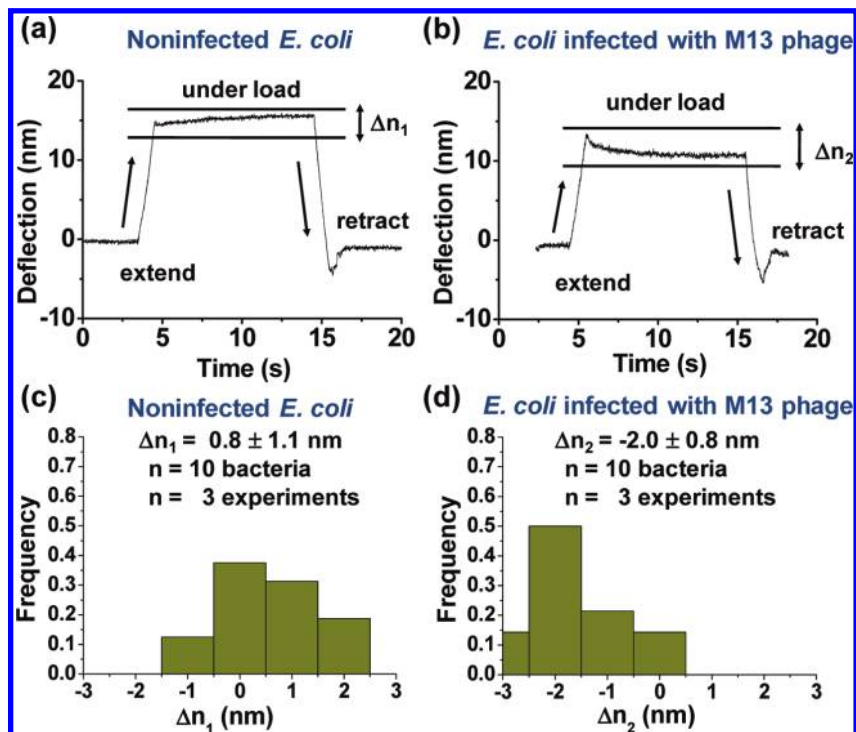 (a) Noninfected E. coli
20
10
0
-10
Deflection (nm)
under load
Δn1
extend
retract
0 5 10 15 20
Time (s)
(b) E. coli infected with M13 phage
20
10
0
-10
Deflection (nm)
under load
Δn2
extend
retract
0 5 10 15 20
Time (s)
(c) Noninfected E. coli
Δn1 = 0.8 ± 1.1 nm
n = 10 bacteria
n = 3 experiments
0.8
0.7
0.6
0.5
0.4
0.3
0.2
0.1
0.0
Frequency
-3 -2 -1 0 1 2 3
Δn1 (nm)
(d) E. coli infected with M13 phage
Δn2 = -2.0 ± 0.8 nm
n = 10 bacteria
n = 3 experiments
0.8
0.7
0.6
0.5
0.4
0.3
0.2
0.1
0.0
Frequency
-3 -2 -1 0 1 2 3
Δn2 (nm)